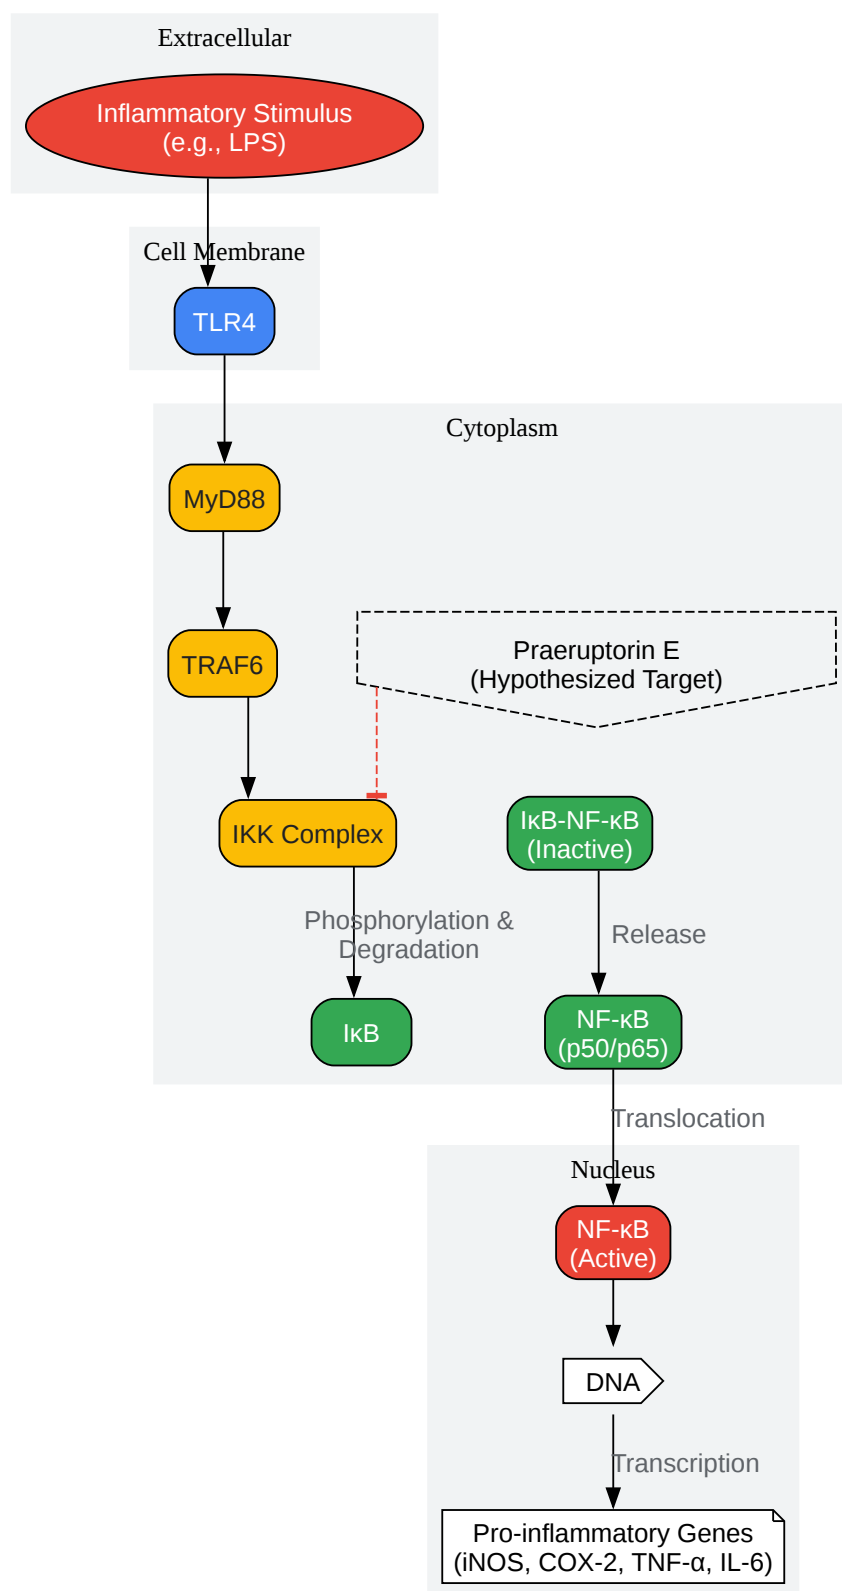 Extracellular
Inflammatory Stimulus
(e.g., LPS)
Cell Membrane
TLR4
Cytoplasm
MyD88
TRAF6
Praeruptorin E
(Hypothesized Target)
IKK Complex
IκB-NF-κB
(Inactive)
Phosphorylation &
Degradation
Release
IκB
NF-κB
(p50/p65)
Translocation
Nucleus
NF-κB
(Active)
DNA
Transcription
Pro-inflammatory Genes
(iNOS, COX-2, TNF-α, IL-6)